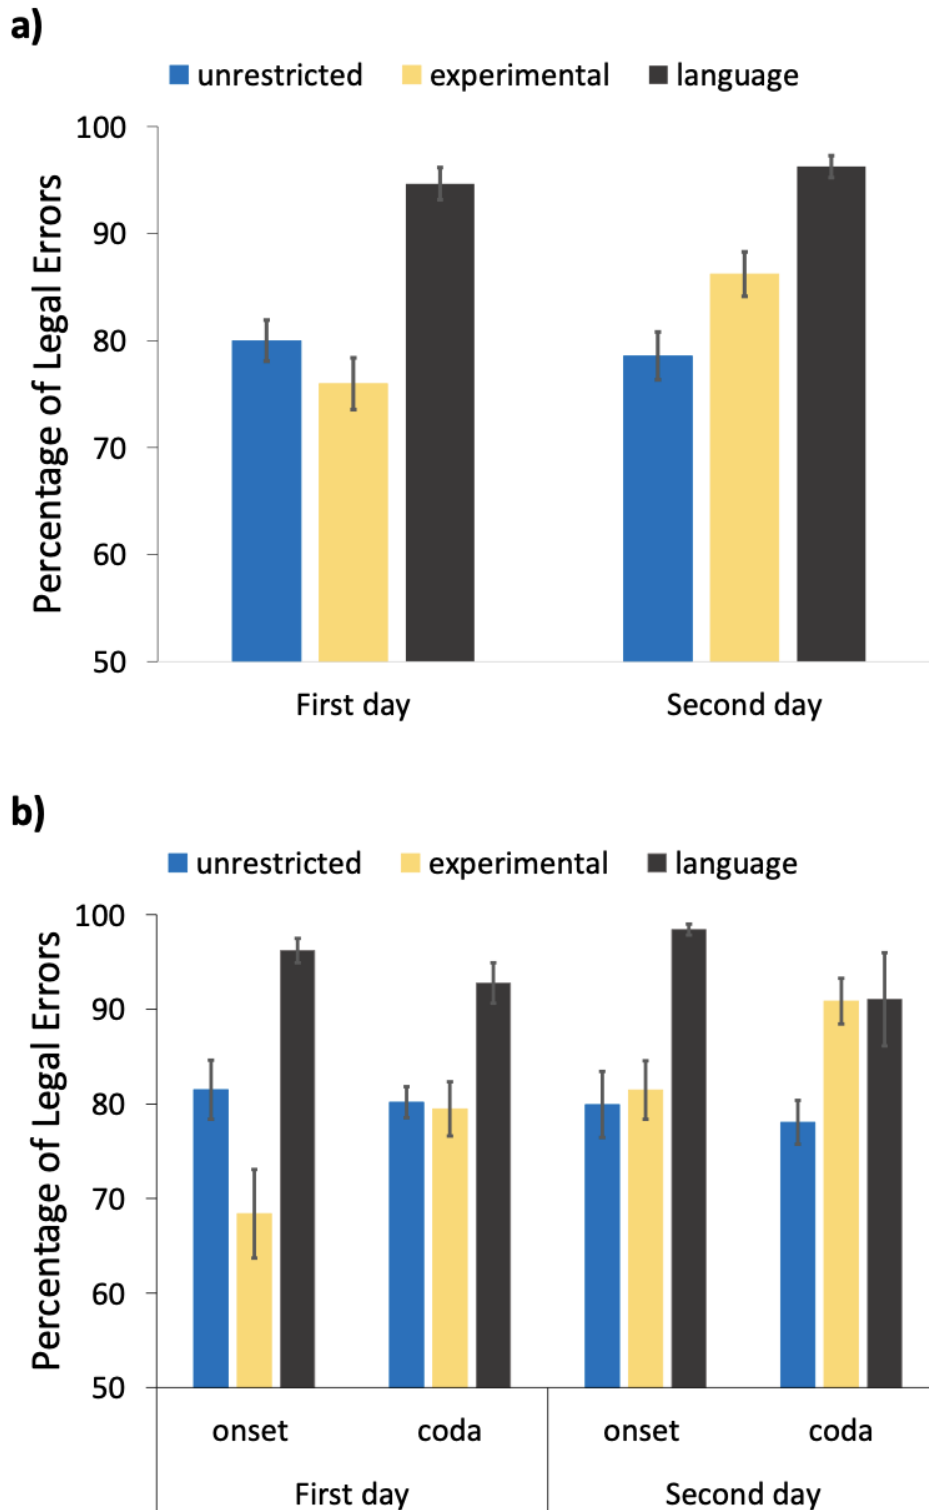 a)
unrestricted experimental language
Percentage of Legal Errors
100
90
80
70
60
50
First day Second day
b)
unrestricted experimental language
Percentage of Legal Errors
100
90
80
70
60
50
onset coda onset coda
First day Second day